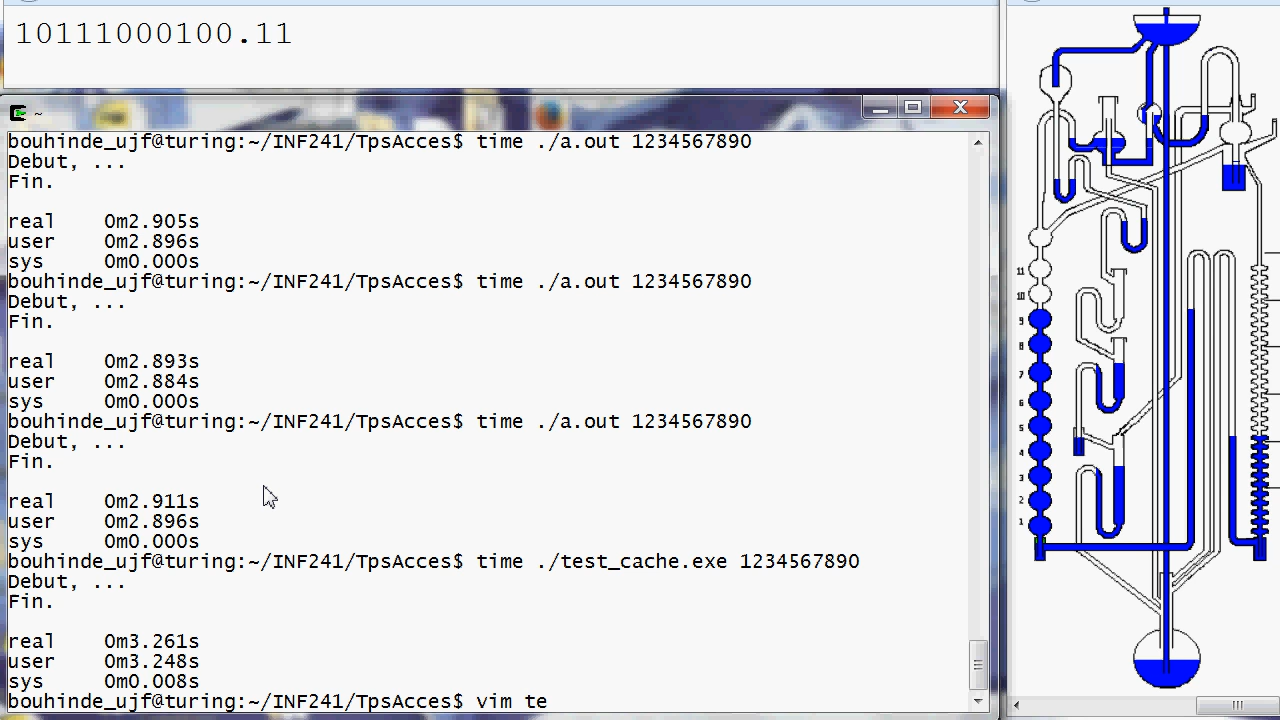 10111000100.11
~
bouhinde_ujf@turing:~/INF241/TpsAcces$ time ./a.out 1234567890
Debut, ...
Fin.
real 0m2.905s
user 0m2.896s
sys 0m0.000s
bouhinde_ujf@turing:~/INF241/TpsAcces$ time ./a.out 1234567890
Debut, ...
Fin.
real 0m2.893s
user 0m2.884s
sys 0m0.000s
bouhinde_ujf@turing:~/INF241/TpsAcces$ time ./a.out 1234567890
Debut, ...
Fin.
real 0m2.911s
user 0m2.896s
sys 0m0.000s
bouhinde_ujf@turing:~/INF241/TpsAcces$ time ./test_cache.exe 1234567890
Debut, ...
Fin.
real 0m3.261s
user 0m3.248s
sys 0m0.008s
bouhinde_ujf@turing:~/INF241/TpsAcces$ vim te
11
10
9
8
7
6
5
4
3
2
1